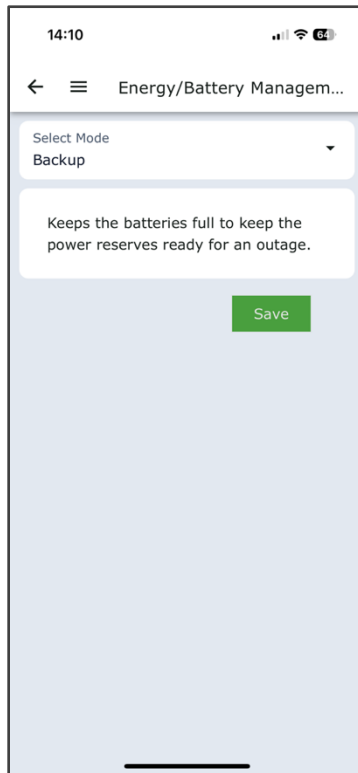 14:10
64
Energy/Battery Managem...
Select Mode
Backup
Keeps the batteries full to keep the
power reserves ready for an outage.
Save